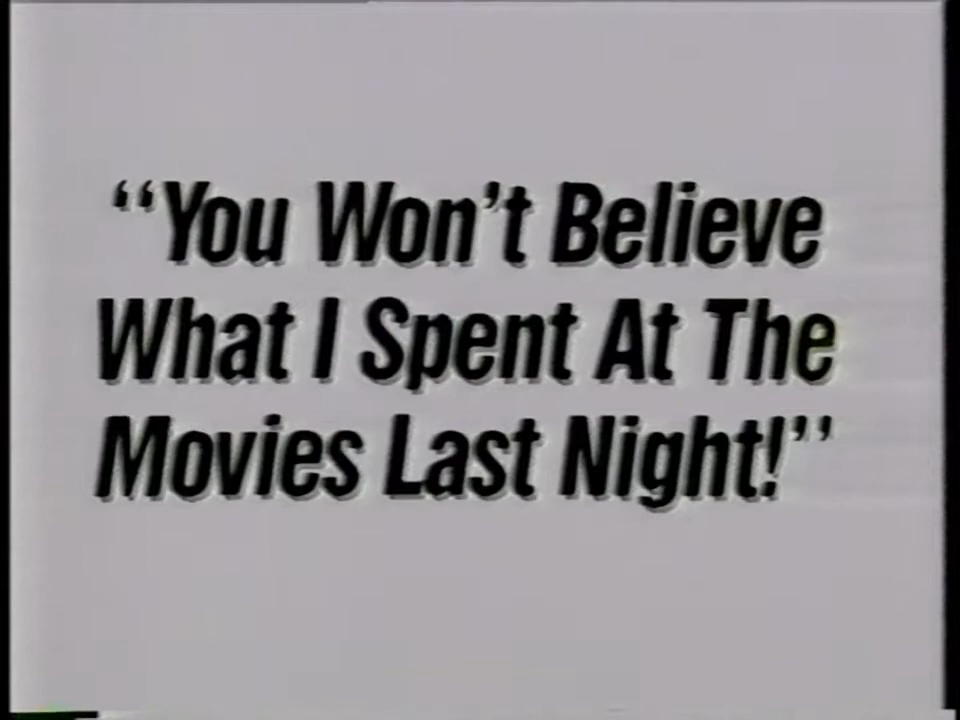 “You Won’t Believe
What I Spent At The
Movies Last Night!”